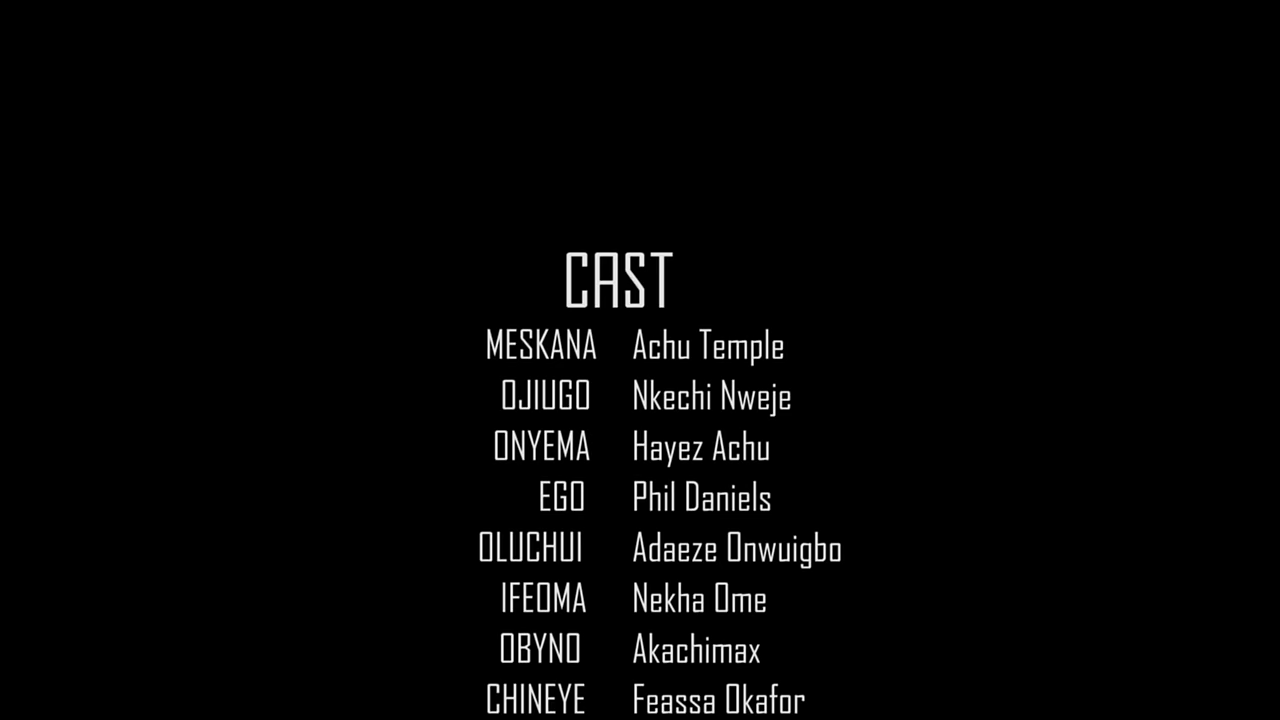 CAST
MESKANA Achu Temple
OJIUGO Nkechi Nweje
ONYEMA Hayez Achu
EGO Phil Daniels
OLUCHUI Adaeze Onwuigbo
IFEOMA Nekha Ome
OBYNO Akachimax
CHINEYE Feassa Okafor